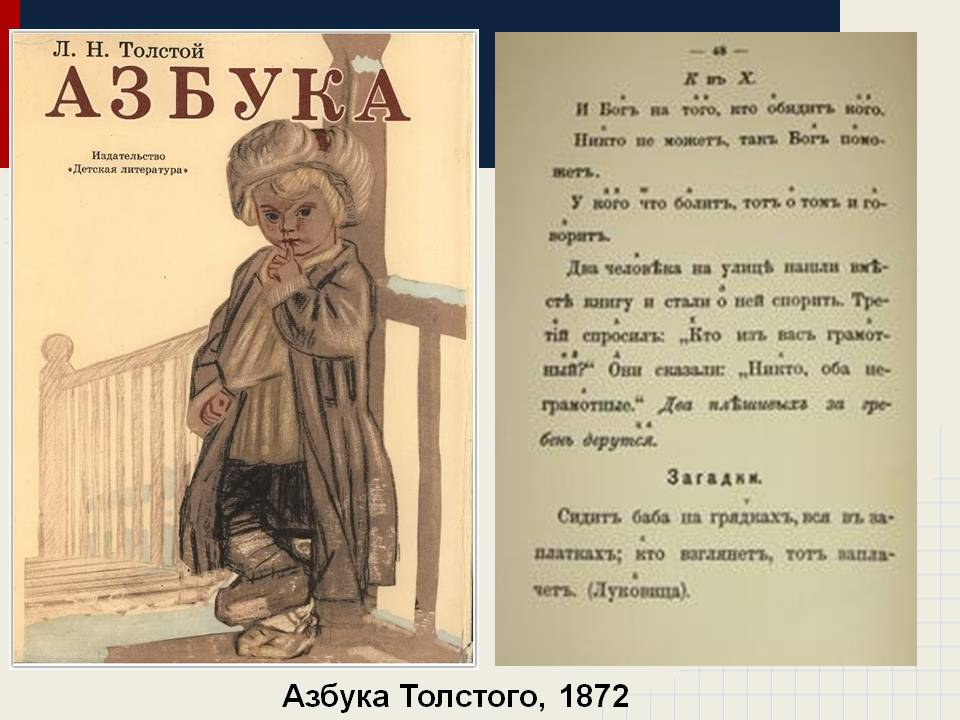 Л. Н. Толстой
АЗБУКА
Издательство
«Детская литература»
— 48 —
К въ Х.
И Богъ на того, кто обидитъ кого.
Никто не можетъ, такъ Богъ помо-
жетъ.
У кого что болитъ, тотъ о томъ и го-
воритъ.
Два человѣка на улицѣ нашли вмѣ-
стѣ книгу и стали о ней спорить. Тре-
тій спросилъ: „Кто изъ васъ грамот-
ный?“ Они сказали: „Никто, оба не-
грамотные.“ Два плѣшивыхъ за гре-
бень дерутся.
Загадки.
Сидитъ баба на грядкахъ, вся въ за-
платкахъ; кто взглянетъ, тотъ запла-
четъ. (Луковица).
Азбука Толстого, 1872